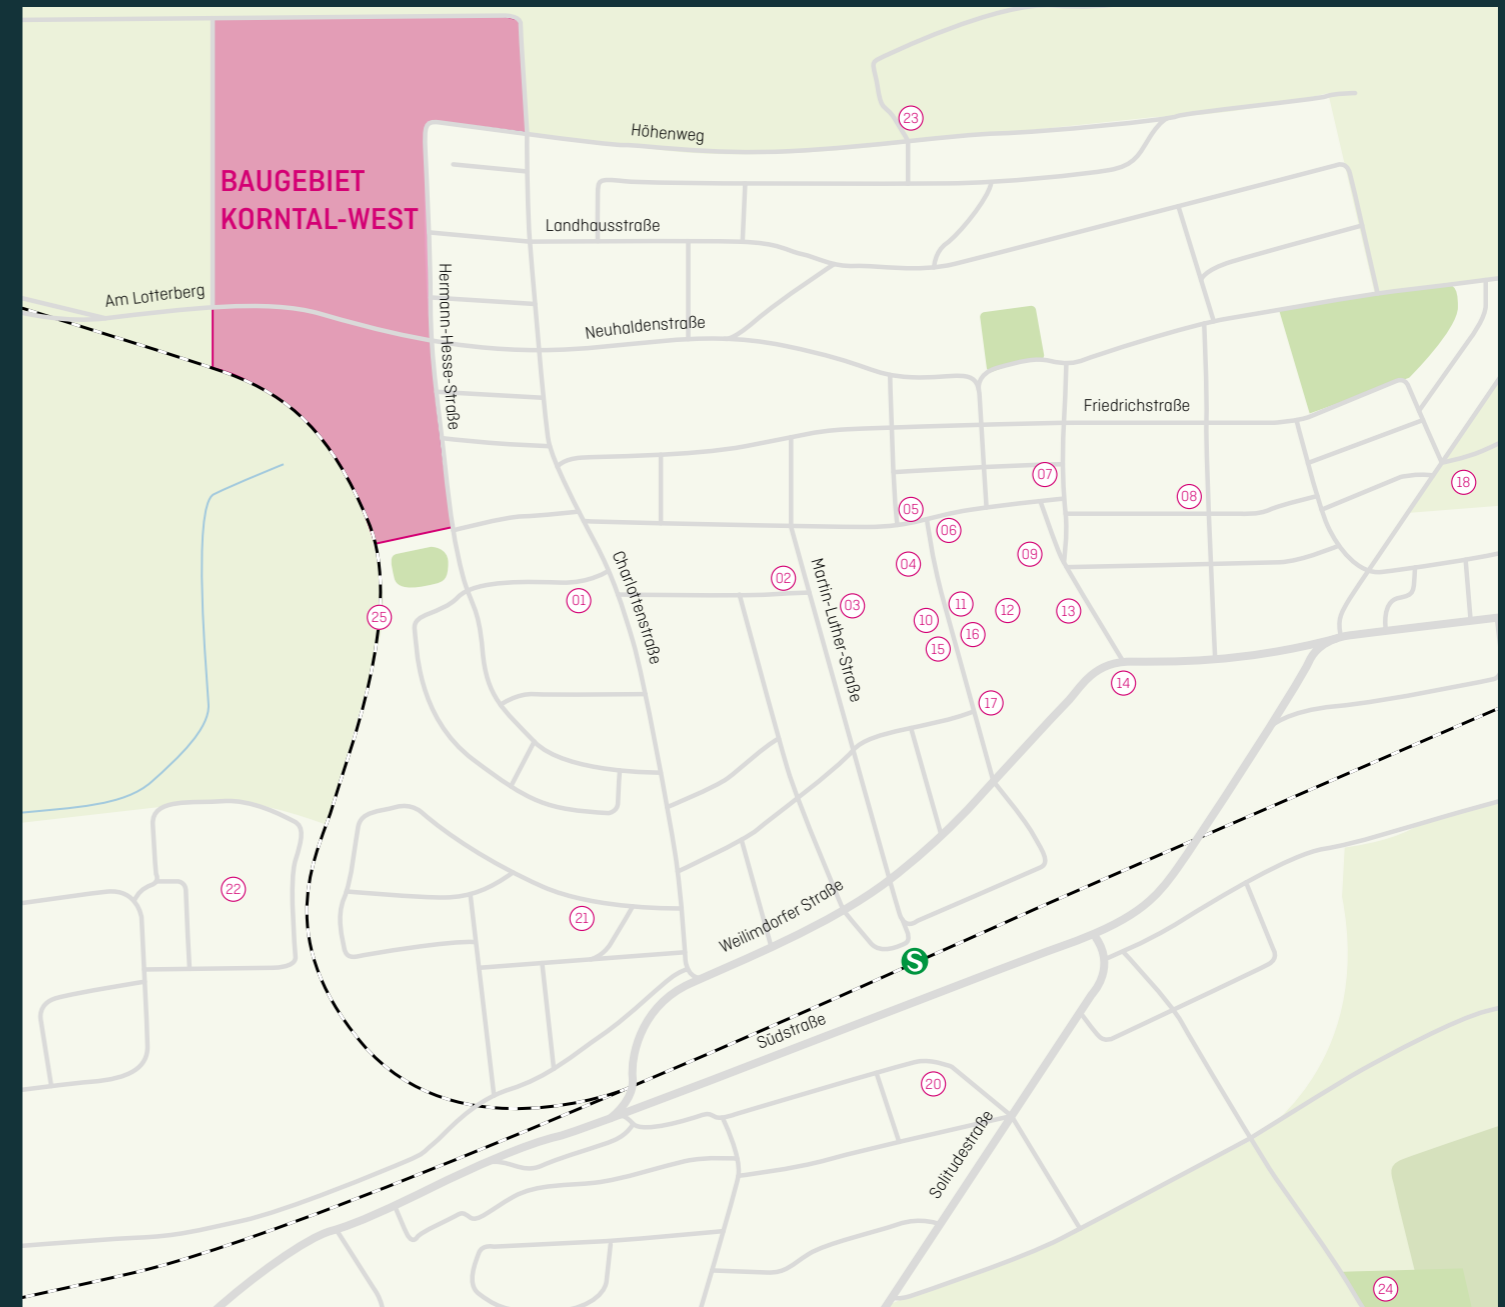 23
Höhenweg
BAUGEBIET
KORNTAL-WEST
Landhausstraße
Am Lotterberg
Hermann-Hesse-Straße
Neuhaldenstraße
Friedrichstraße
07
18
08
05
06
09
Charlottenstraße
Martin-Luther-Straße
04
02
01
03
11
12
13
25
10
16
15
14
17
22
Weilimdorfer Straße
21
S
Südstraße
20
Solitudestraße
24